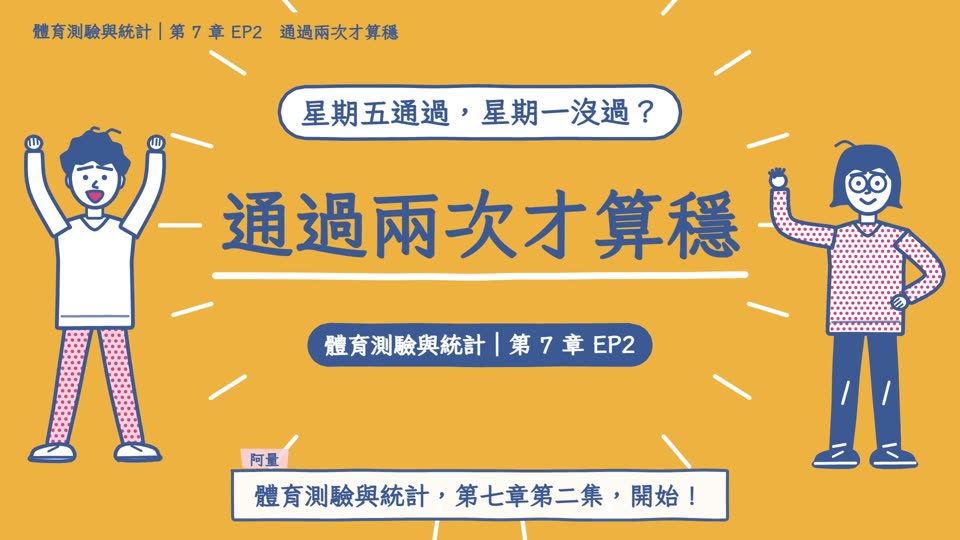 體育測驗與統計｜第 7 章 EP2　通過兩次才算穩
星期五通過，星期一沒過？
通過兩次才算穩
體育測驗與統計｜第 7 章 EP2
阿量
體育測驗與統計，第七章第二集，開始！